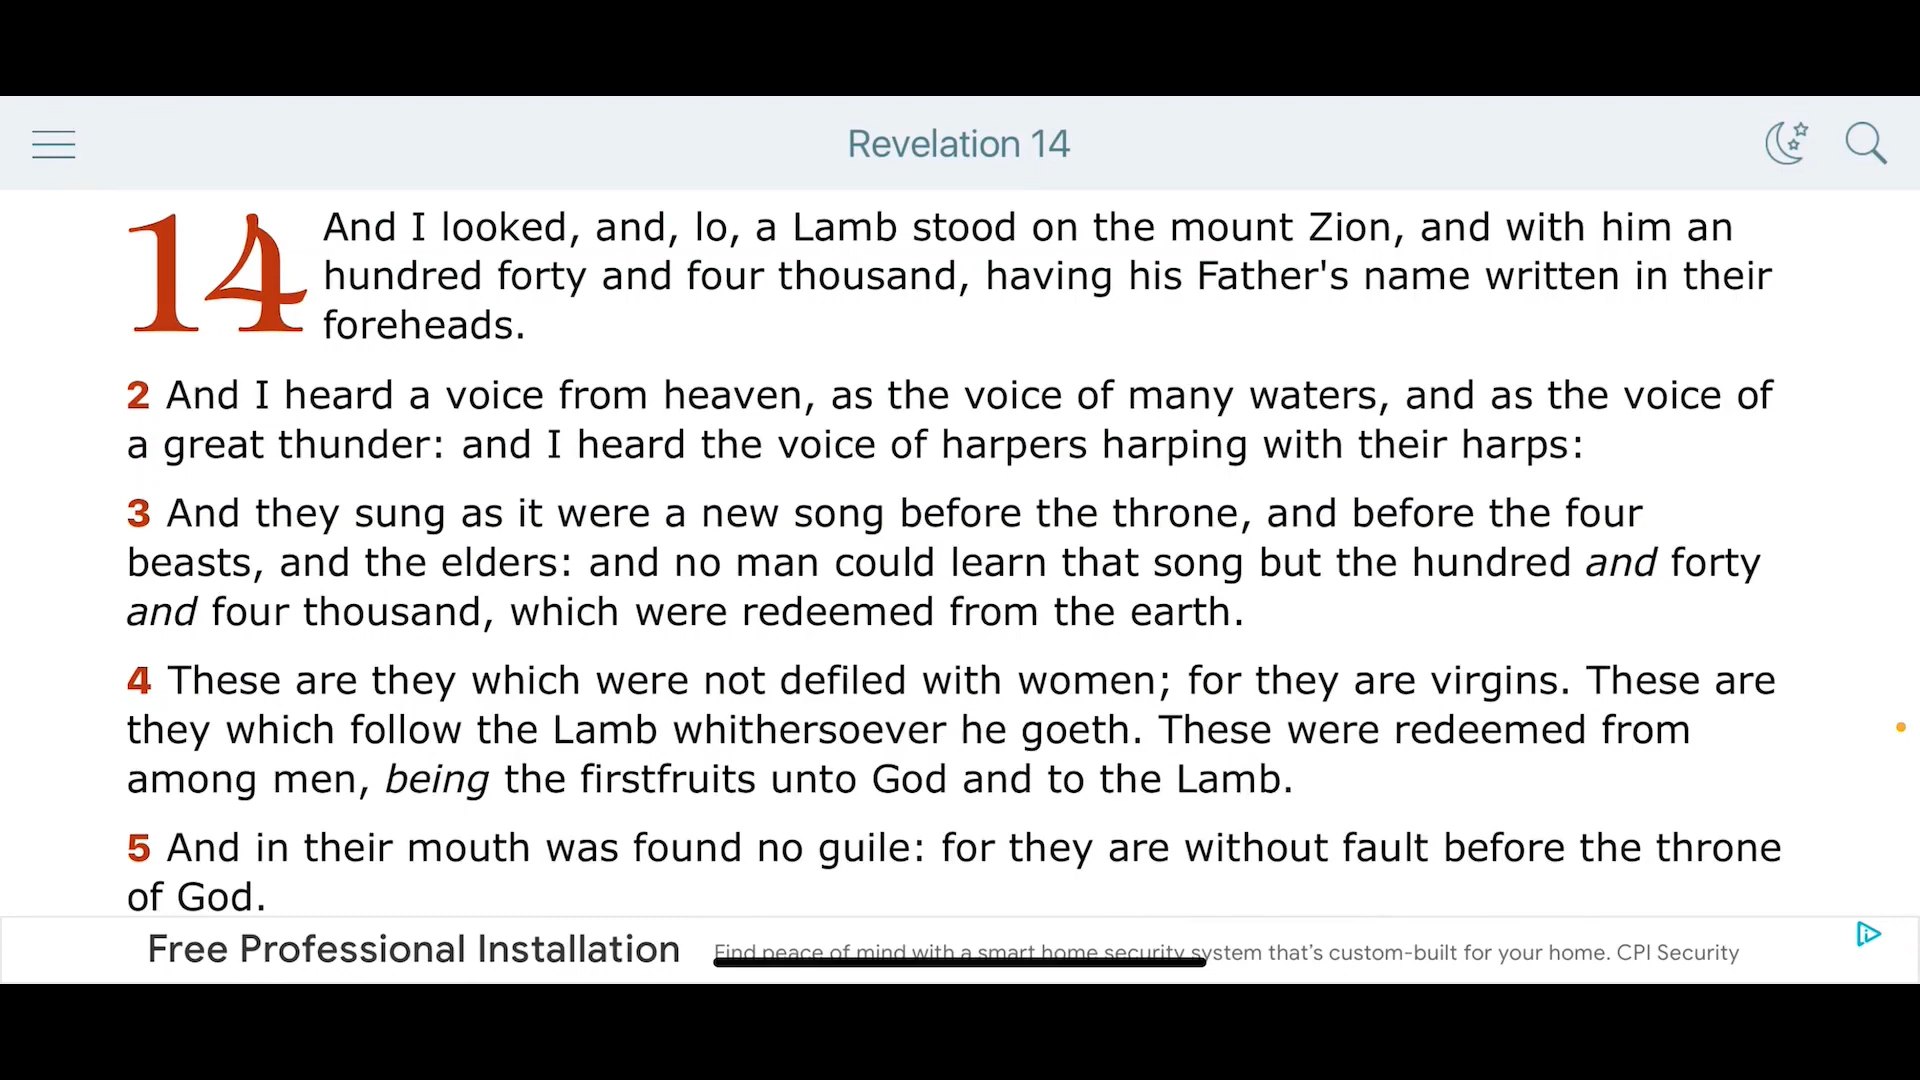 Revelation 14
14 And I looked, and, lo, a Lamb stood on the mount Zion, and with him an
hundred forty and four thousand, having his Father's name written in their
foreheads.
2 And I heard a voice from heaven, as the voice of many waters, and as the voice of
a great thunder: and I heard the voice of harpers harping with their harps:
3 And they sung as it were a new song before the throne, and before the four
beasts, and the elders: and no man could learn that song but the hundred and forty
and four thousand, which were redeemed from the earth.
4 These are they which were not defiled with women; for they are virgins. These are
they which follow the Lamb whithersoever he goeth. These were redeemed from
among men, being the firstfruits unto God and to the Lamb.
5 And in their mouth was found no guile: for they are without fault before the throne
of God.
Free Professional Installation
Find peace of mind with a smart home security system that's custom-built for your home. CPI Security